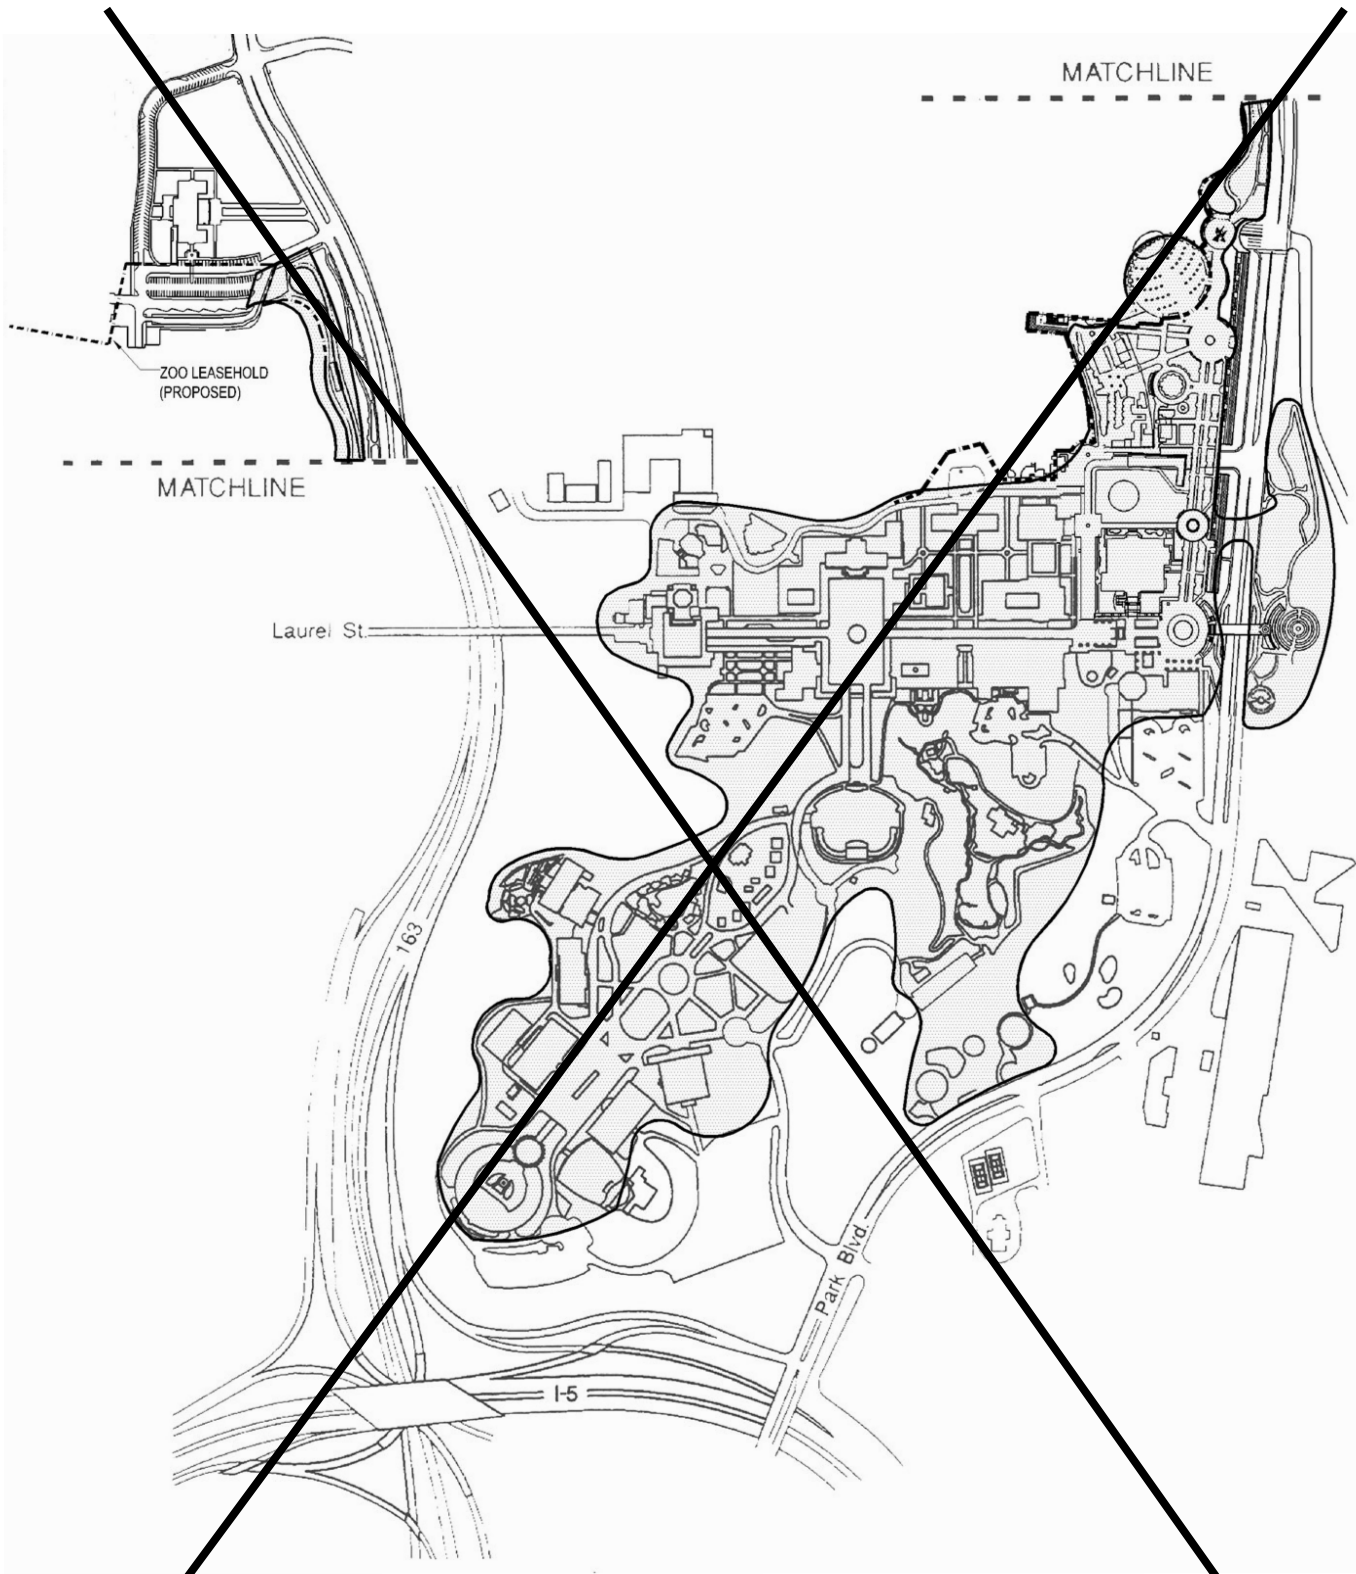 MATCHLINE
ZOO LEASEHOLD
(PROPOSED)
MATCHLINE
Laurel St.
163
Park Blvd.
I-5